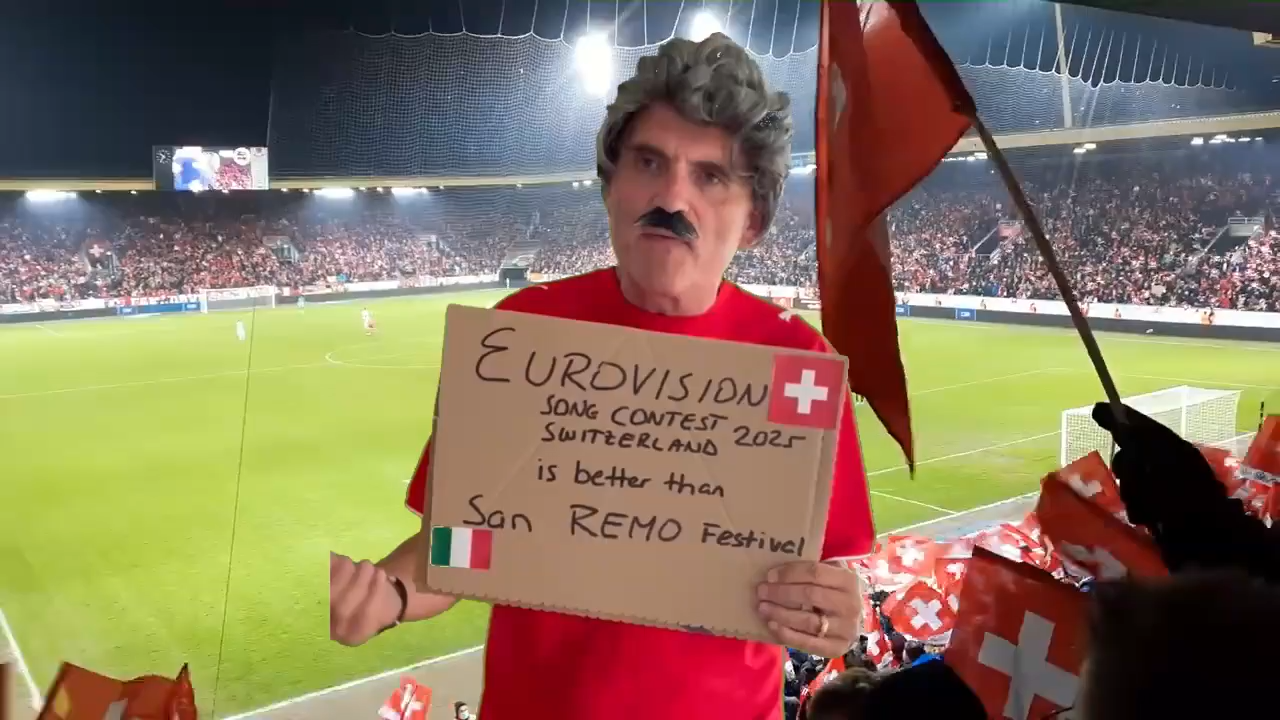 EUROVISION
SONG CONTEST
SWITZERLAND 2025
is better than
San REMO Festival